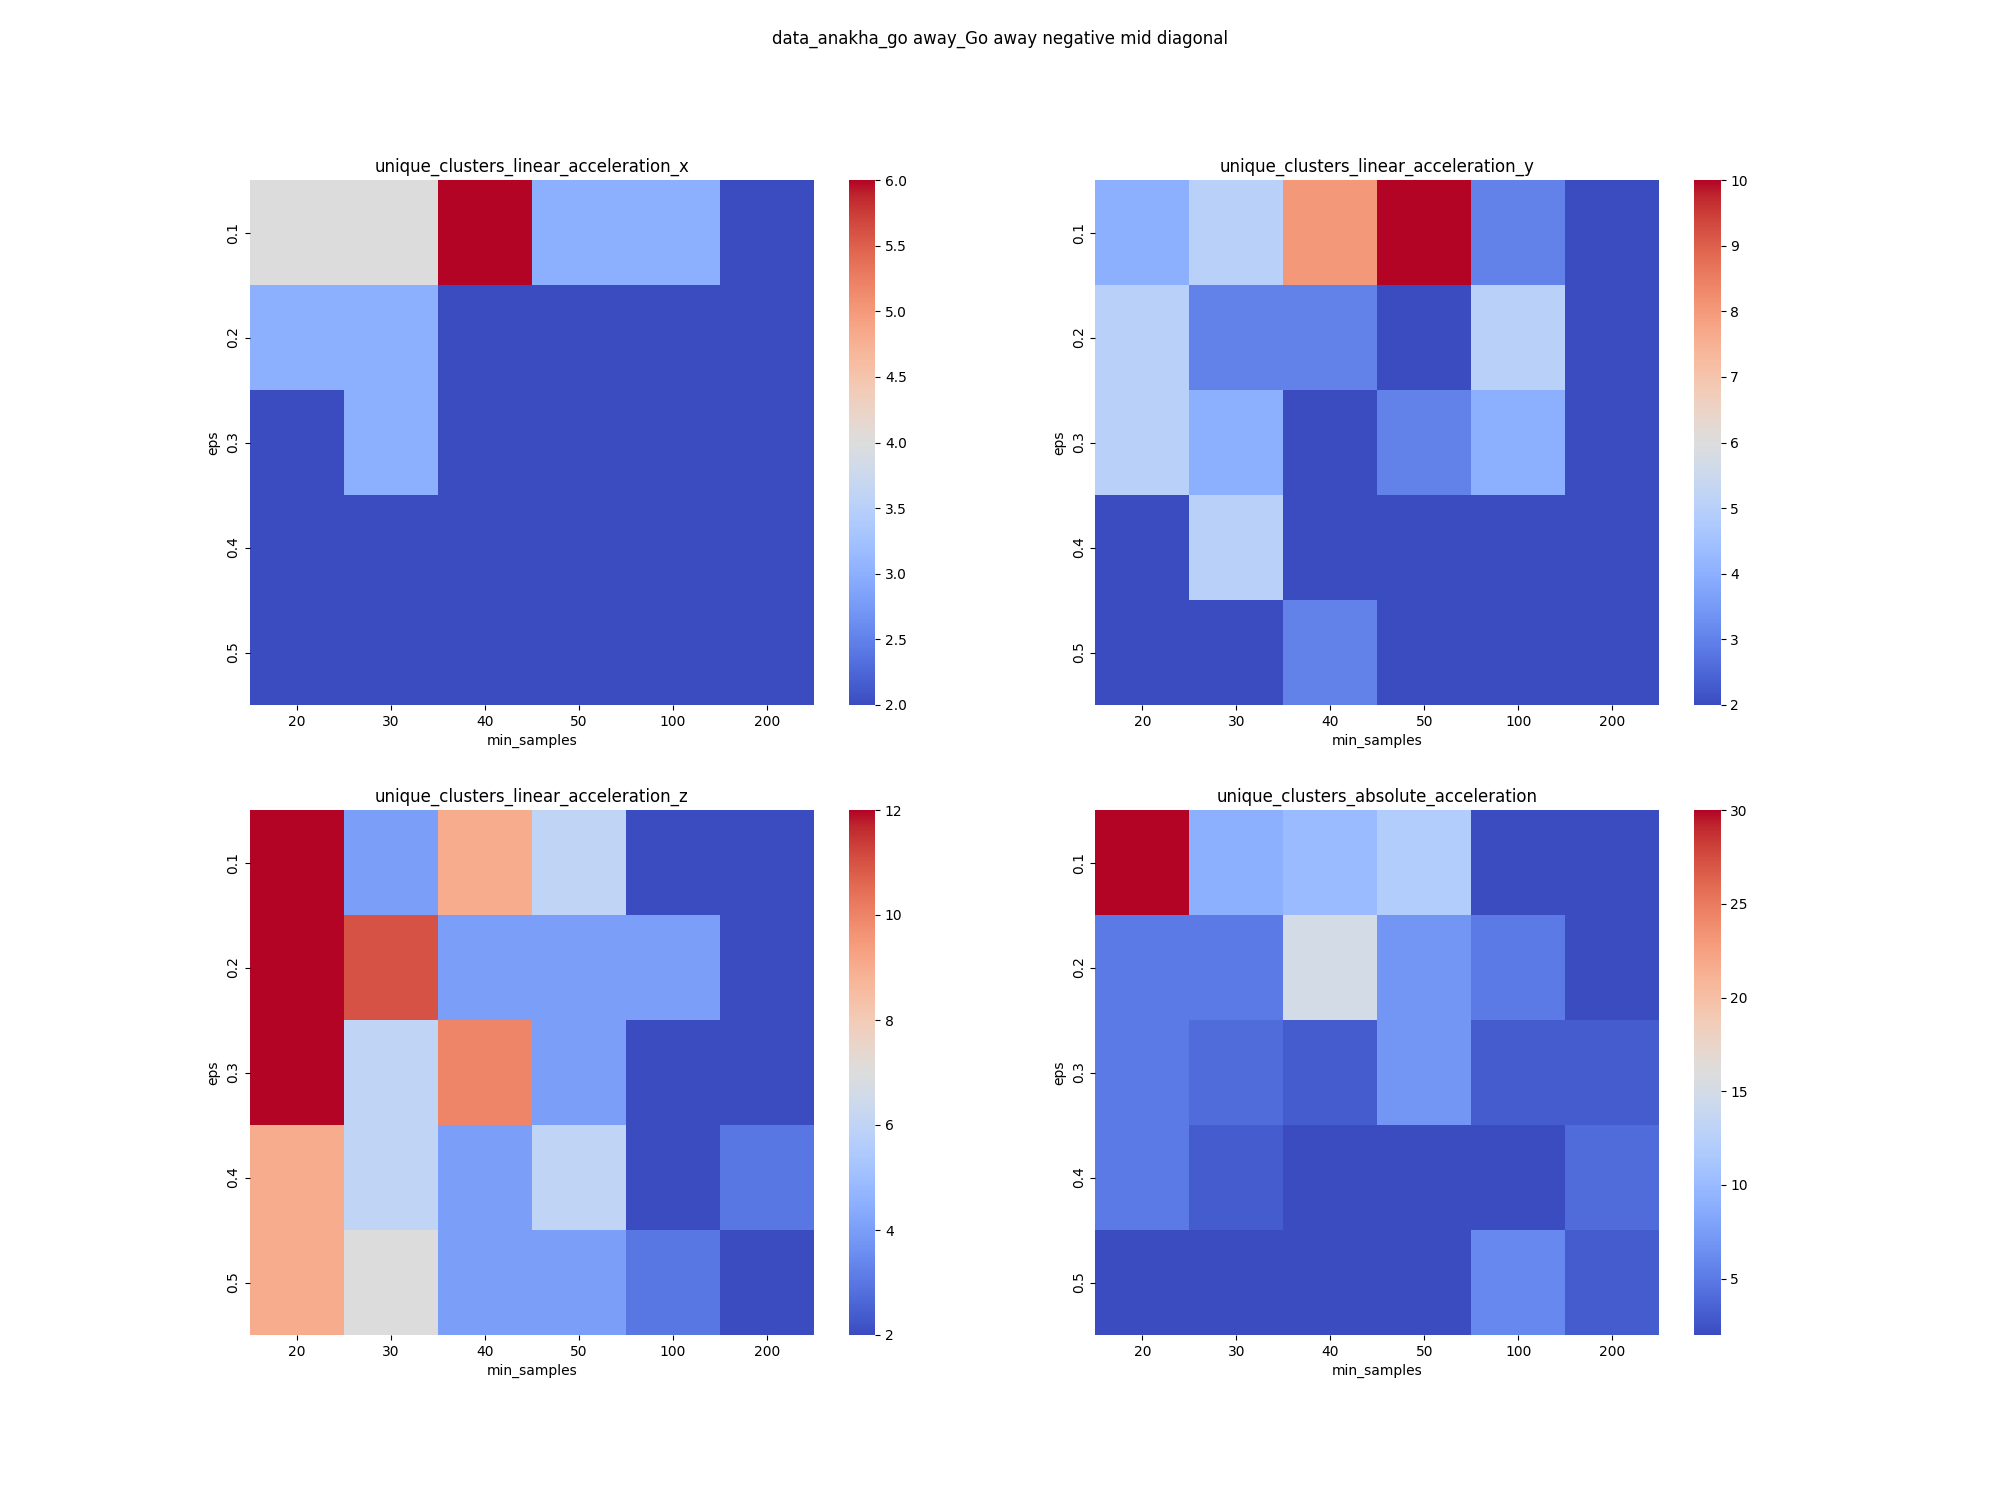 data_anakha_go away_Go away negative mid diagonal
unique_clusters_linear_acceleration_x
eps
0.1
0.2
0.3
0.4
0.5
20 30 40 50 100 200
min_samples
6.0
5.5
5.0
4.5
4.0
3.5
3.0
2.5
2.0
unique_clusters_linear_acceleration_y
eps
0.1
0.2
0.3
0.4
0.5
20 30 40 50 100 200
min_samples
10
9
8
7
6
5
4
3
2
unique_clusters_linear_acceleration_z
eps
0.1
0.2
0.3
0.4
0.5
20 30 40 50 100 200
min_samples
12
10
8
6
4
2
unique_clusters_absolute_acceleration
eps
0.1
0.2
0.3
0.4
0.5
20 30 40 50 100 200
min_samples
30
25
20
15
10
5